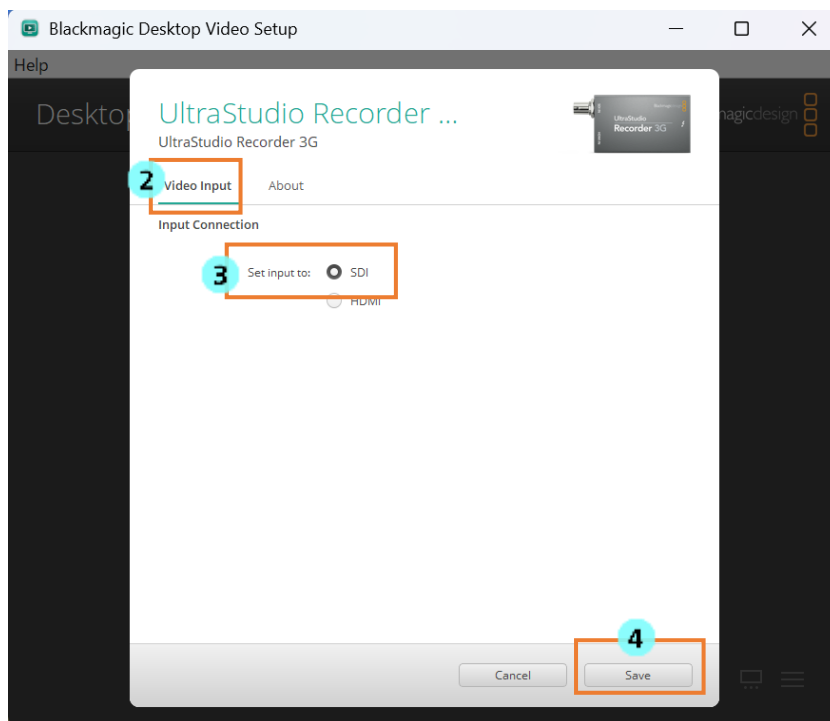 Blackmagic Desktop Video Setup
Help
Deskto
UltraStudio Recorder ...
UltraStudio Recorder 3G
UltraStudio
Recorder 3G
magicdesign
2
Video Input
About
Input Connection
3
Set input to:
SDI
HDMI
4
Cancel
Save